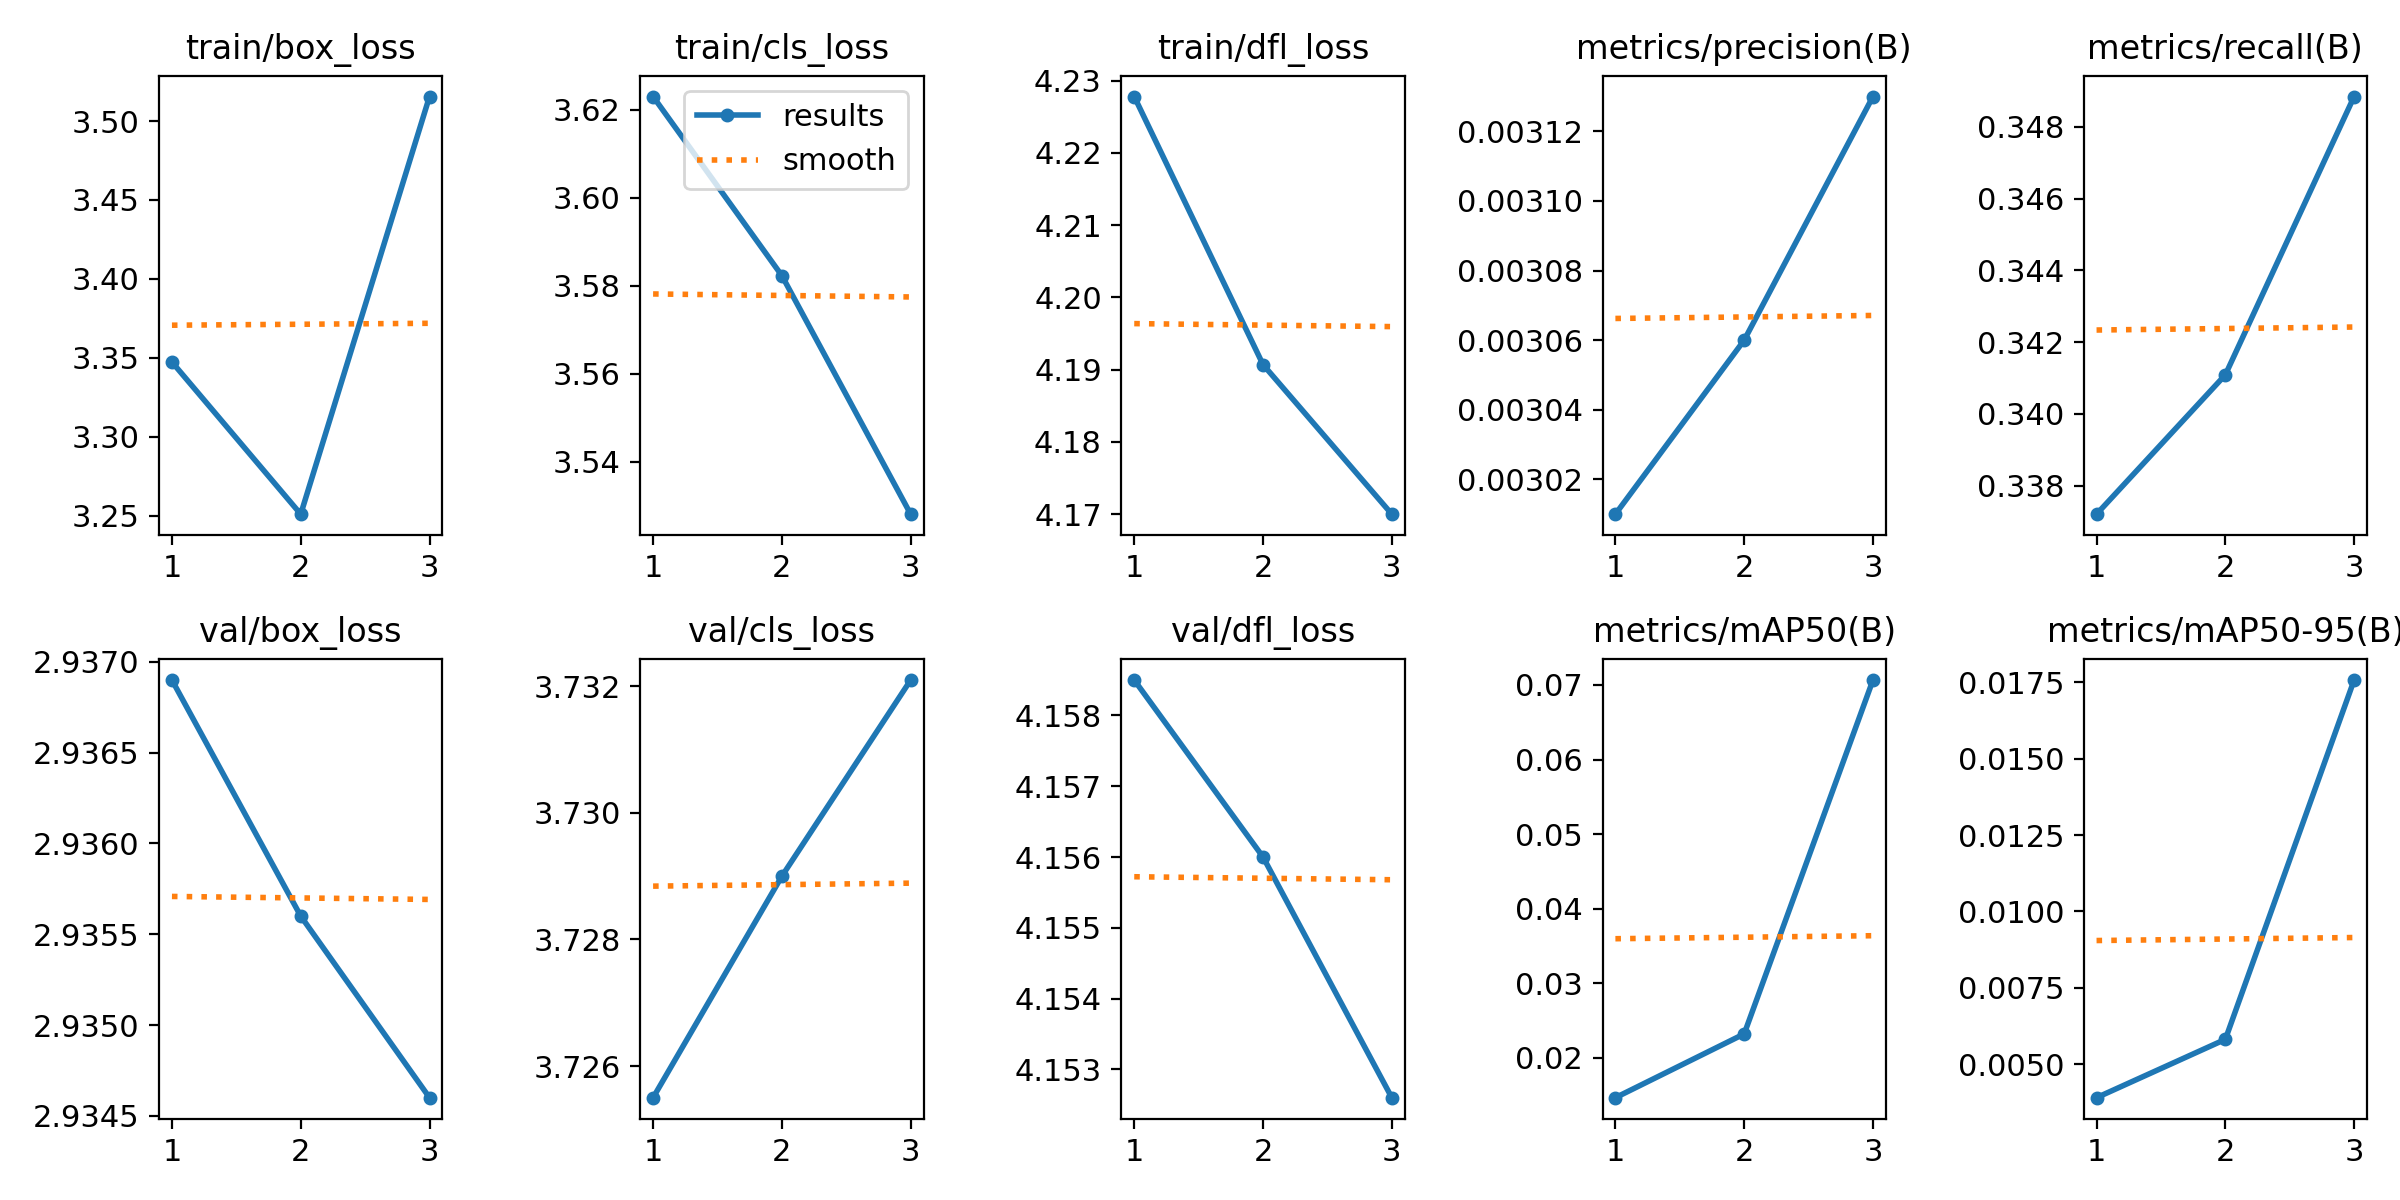 train/box_loss
3.50
3.45
3.40
3.35
3.30
3.25
1 2 3
train/cls_loss
results
smooth
3.62
3.60
3.58
3.56
3.54
1 2 3
train/dfl_loss
4.23
4.22
4.21
4.20
4.19
4.18
4.17
1 2 3
metrics/precision(B)
0.00312
0.00310
0.00308
0.00306
0.00304
0.00302
1 2 3
metrics/recall(B)
0.348
0.346
0.344
0.342
0.340
0.338
1 2 3
val/box_loss
2.9370
2.9365
2.9360
2.9355
2.9350
2.9345
1 2 3
val/cls_loss
3.732
3.730
3.728
3.726
1 2 3
val/dfl_loss
4.158
4.157
4.156
4.155
4.154
4.153
1 2 3
metrics/mAP50(B)
0.07
0.06
0.05
0.04
0.03
0.02
1 2 3
metrics/mAP50-95(B)
0.0175
0.0150
0.0125
0.0100
0.0075
0.0050
1 2 3